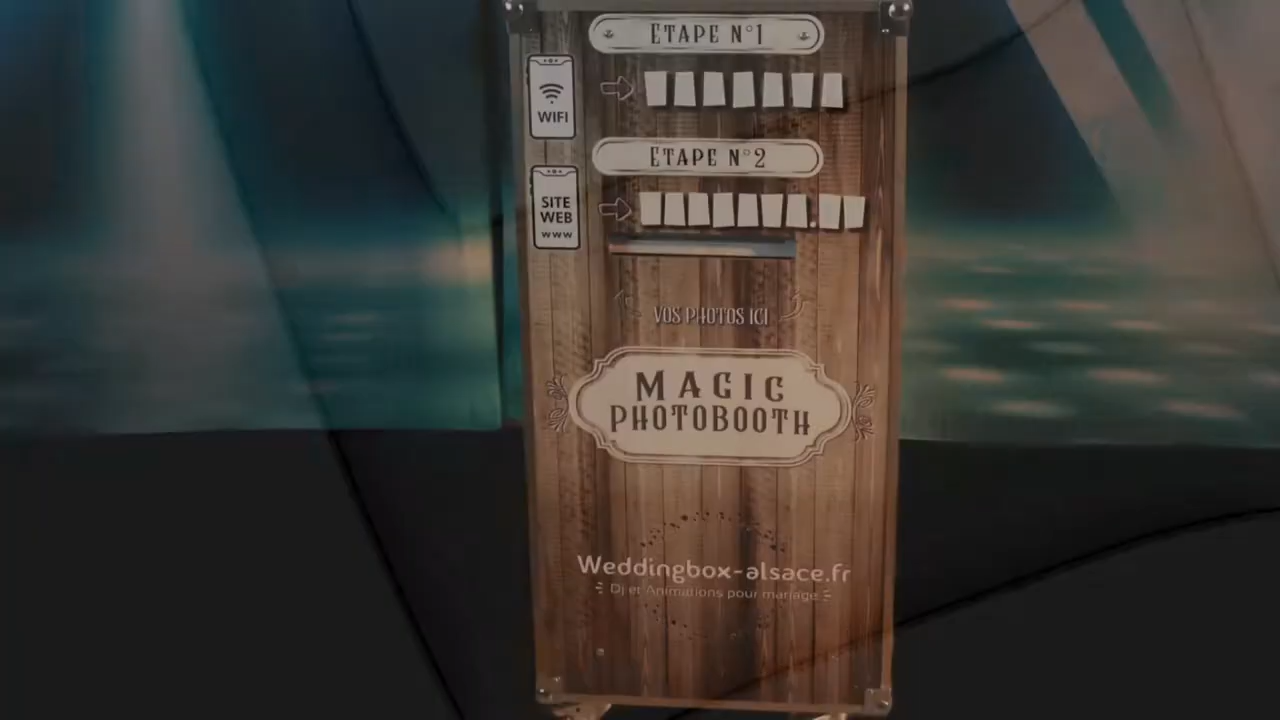 ETAPE N°1
WIFI
ETAPE N°2
SITE
WEB
www
VOS PHOTOS ICI
MAGIC
PHOTOBOOTH
Weddingbox-alsace.fr
Dj et Animations pour mariage